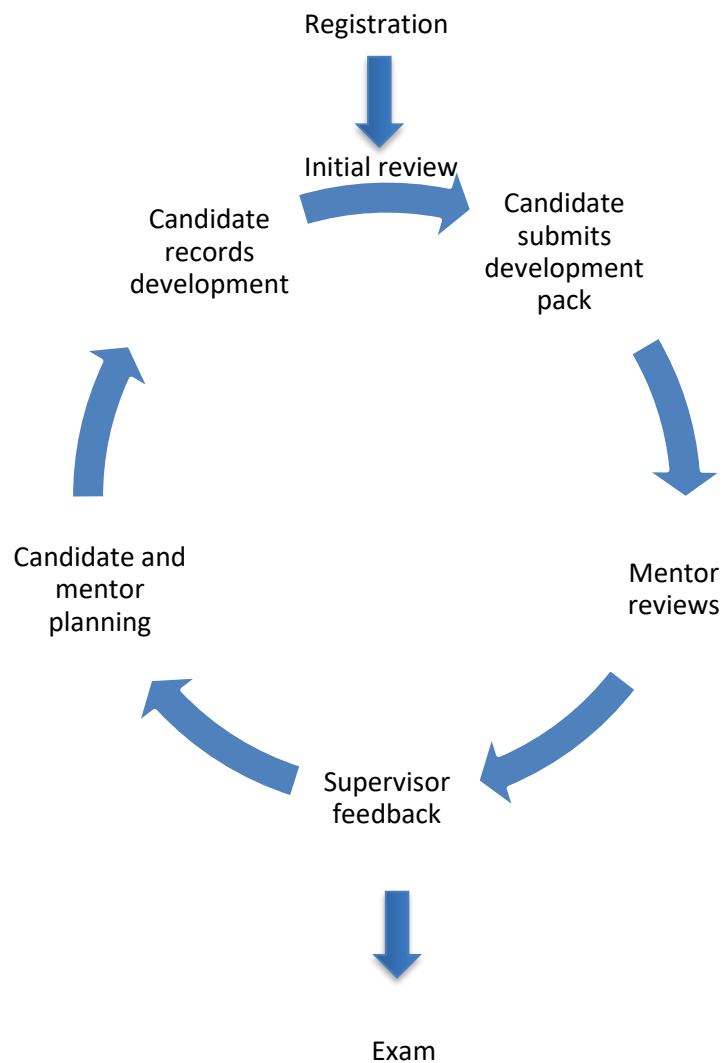 Registration
Initial review
Candidate
submits
development
pack
Mentor
reviews
Supervisor
feedback
Candidate and
mentor
planning
Candidate
records
development
Exam